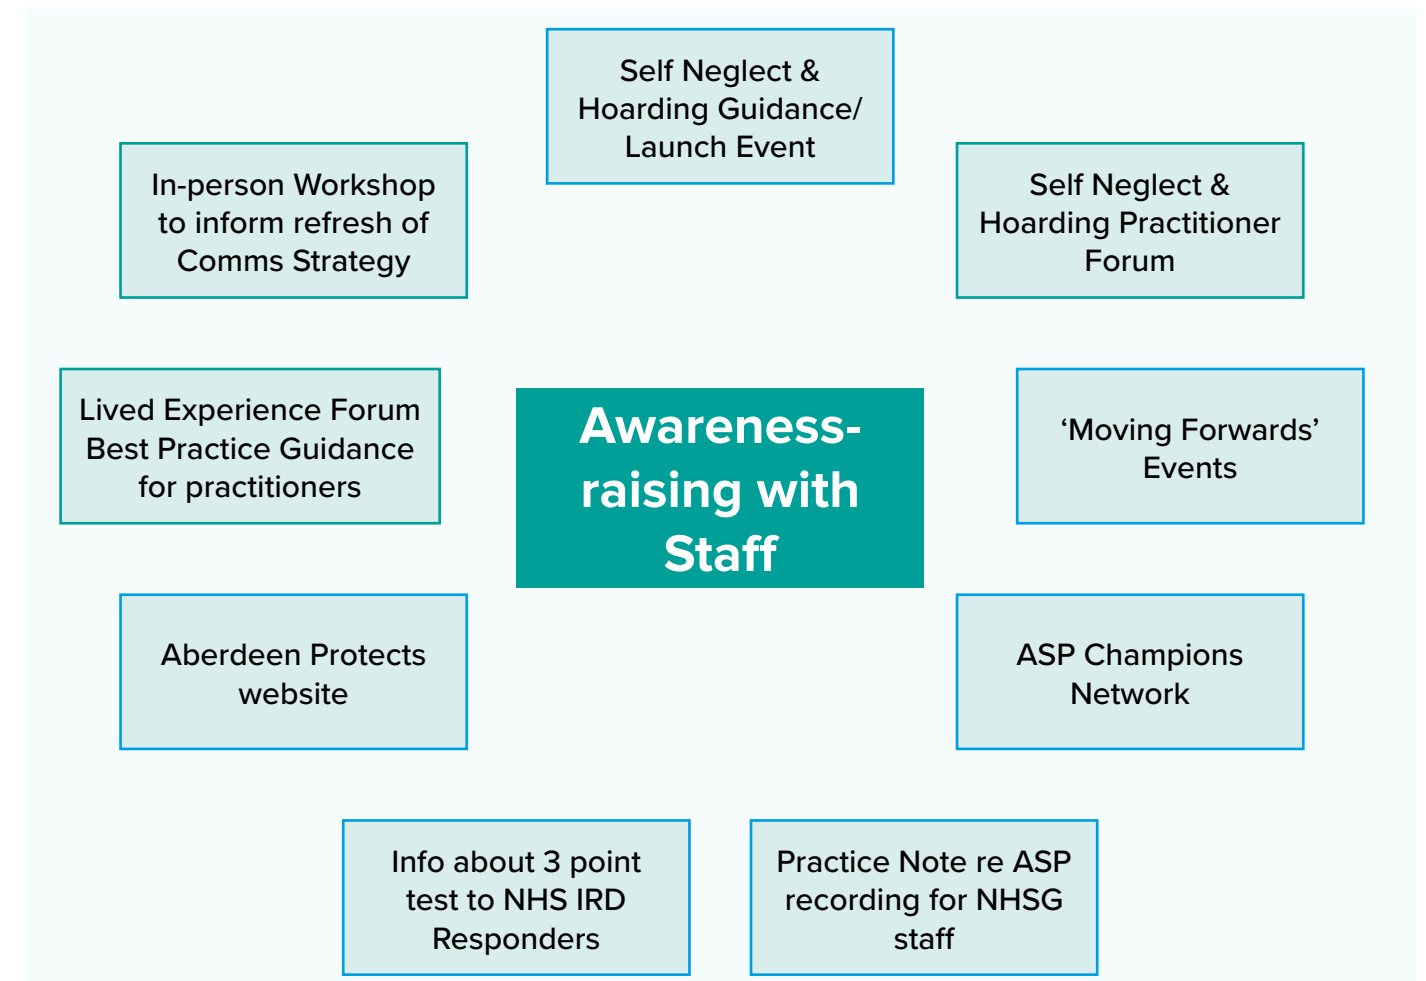 Self Neglect &
Hoarding Guidance/
Launch Event
In-person Workshop
to inform refresh of
Comms Strategy
Self Neglect &
Hoarding Practitioner
Forum
Lived Experience Forum
Best Practice Guidance
for practitioners
Awareness-
raising with
Staff
‘Moving Forwards’
Events
Aberdeen Protects
website
ASP Champions
Network
Info about 3 point
test to NHS IRD
Responders
Practice Note re ASP
recording for NHSG
staff